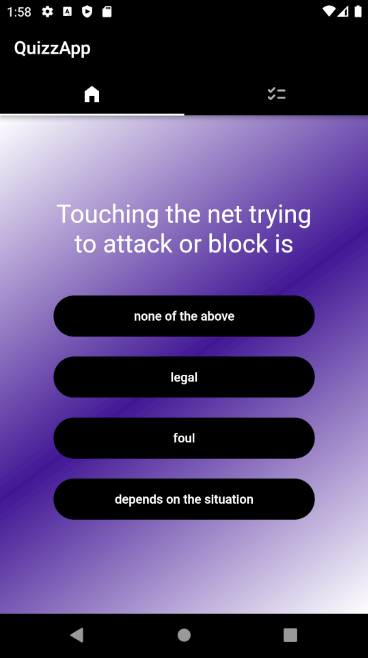 1:58
QuizzApp
Touching the net trying
to attack or block is
none of the above
legal
foul
depends on the situation